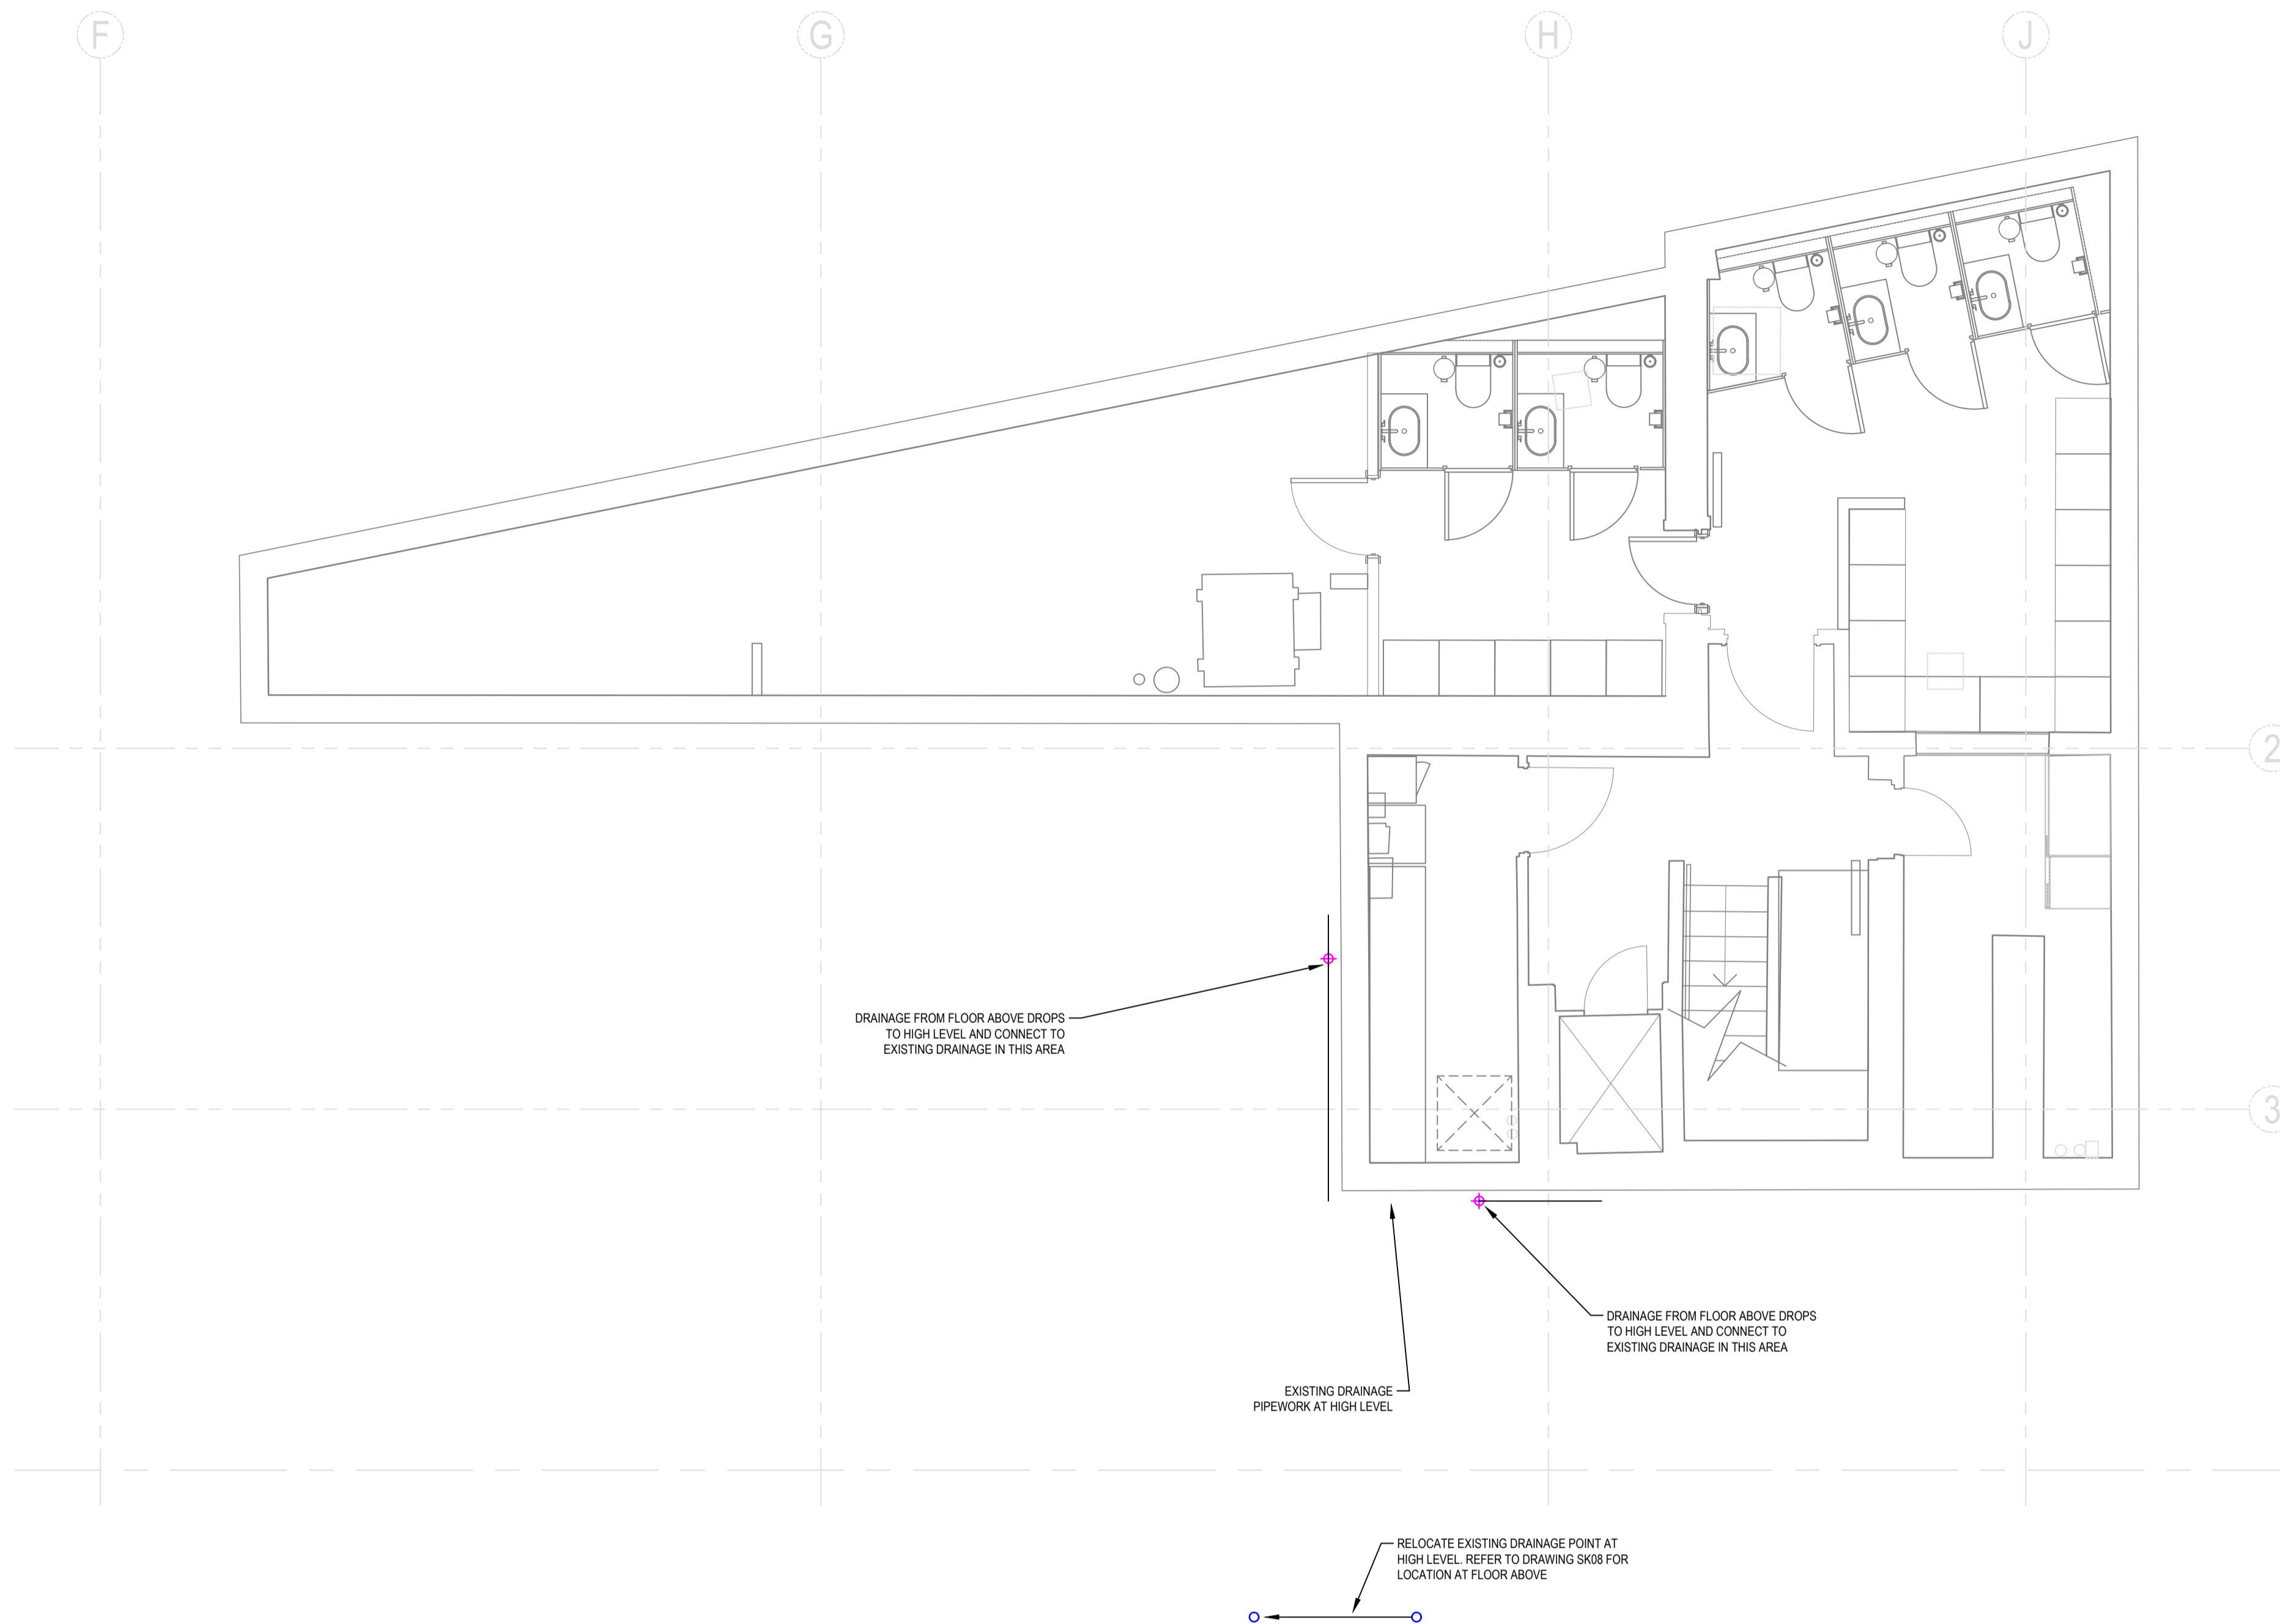 F
G
H
J
2
DRAINAGE FROM FLOOR ABOVE DROPS
TO HIGH LEVEL AND CONNECT TO
EXISTING DRAINAGE IN THIS AREA
3
DRAINAGE FROM FLOOR ABOVE DROPS
TO HIGH LEVEL AND CONNECT TO
EXISTING DRAINAGE IN THIS AREA
EXISTING DRAINAGE
PIPEWORK AT HIGH LEVEL
RELOCATE EXISTING DRAINAGE POINT AT
HIGH LEVEL. REFER TO DRAWING SK08 FOR
LOCATION AT FLOOR ABOVE